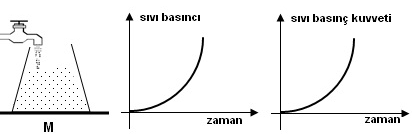 M
sıvı basıncı
zaman
sıvı basınç kuvveti
zaman